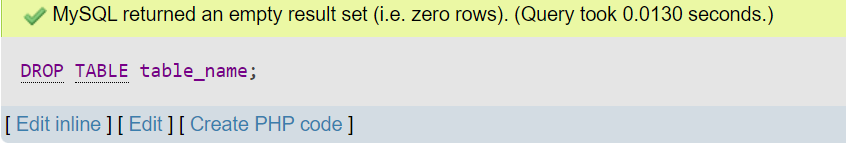 MySQL returned an empty result set (i.e. zero rows). (Query took 0.0130 seconds.)
DROP TABLE table_name;
[ Edit inline ] [ Edit ] [ Create PHP code ]